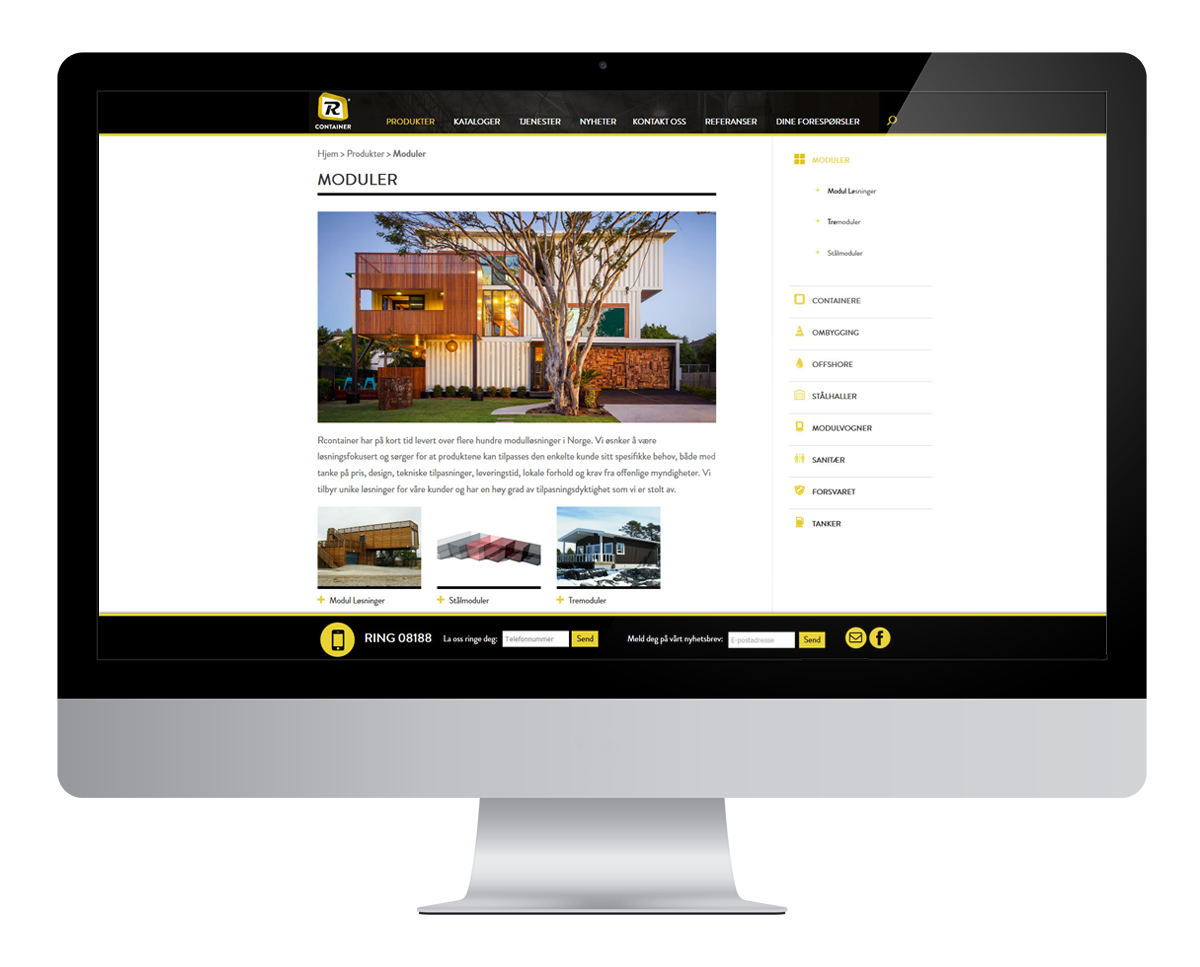 R
CONTAINER
PRODUKTER KATALOGER TJENESTER NYHETER KONTAKT OSS REFERANSER DINE FORESPØRSLER
Hjem > Produkter > Moduler
MODULER
Rcontainer har på kort tid levert over flere hundre modulløsninger i Norge. Vi øsnker å være
løsningsfokusert og sørger for at produktene kan tilpasses den enkelte kunde sitt spesifikke behov, både med
tanke på pris, design, tekniske tilpasninger, leveringstid, lokale forhold og krav fra offenlige myndigheter. Vi
tilbyr unike løsninger for våre kunder og har en høy grad av tilpasningsdyktighet som vi er stolt av.
+ Modul Løsninger
+ Stålmoduler
+ Tremoduler
MODULER
+ Modul Løsninger
+ Tremoduler
+ Stålmoduler
CONTAINERE
OMBYGGING
OFFSHORE
STÅLHALLER
MODULVOGNER
SANITÆR
FORSVARET
TANKER
RING 08188 La oss ringe deg: Telefonnummer Send Meld deg på vårt nyhetsbrev: E-postadresse Send f